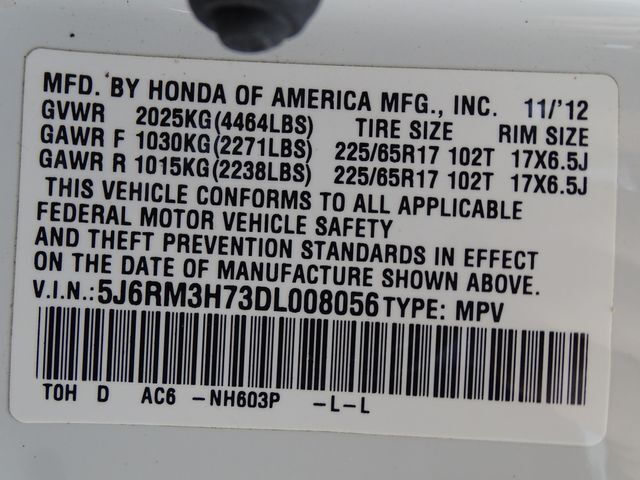 MFD. BY HONDA OF AMERICA MFG., INC. 11/'12
GVWR 2025KG(4464LBS) TIRE SIZE RIM SIZE
GAWR F 1030KG(2271LBS) 225/65R17 102T 17X6.5J
GAWR R 1015KG(2238LBS) 225/65R17 102T 17X6.5J
THIS VEHICLE CONFORMS TO ALL APPLICABLE
FEDERAL MOTOR VEHICLE SAFETY
AND THEFT PREVENTION STANDARDS IN EFFECT
ON THE DATE OF MANUFACTURE SHOWN ABOVE.
V.I.N.:5J6RM3H73DL008056 TYPE: MPV
TOH D AC6 -NH603P -L-L